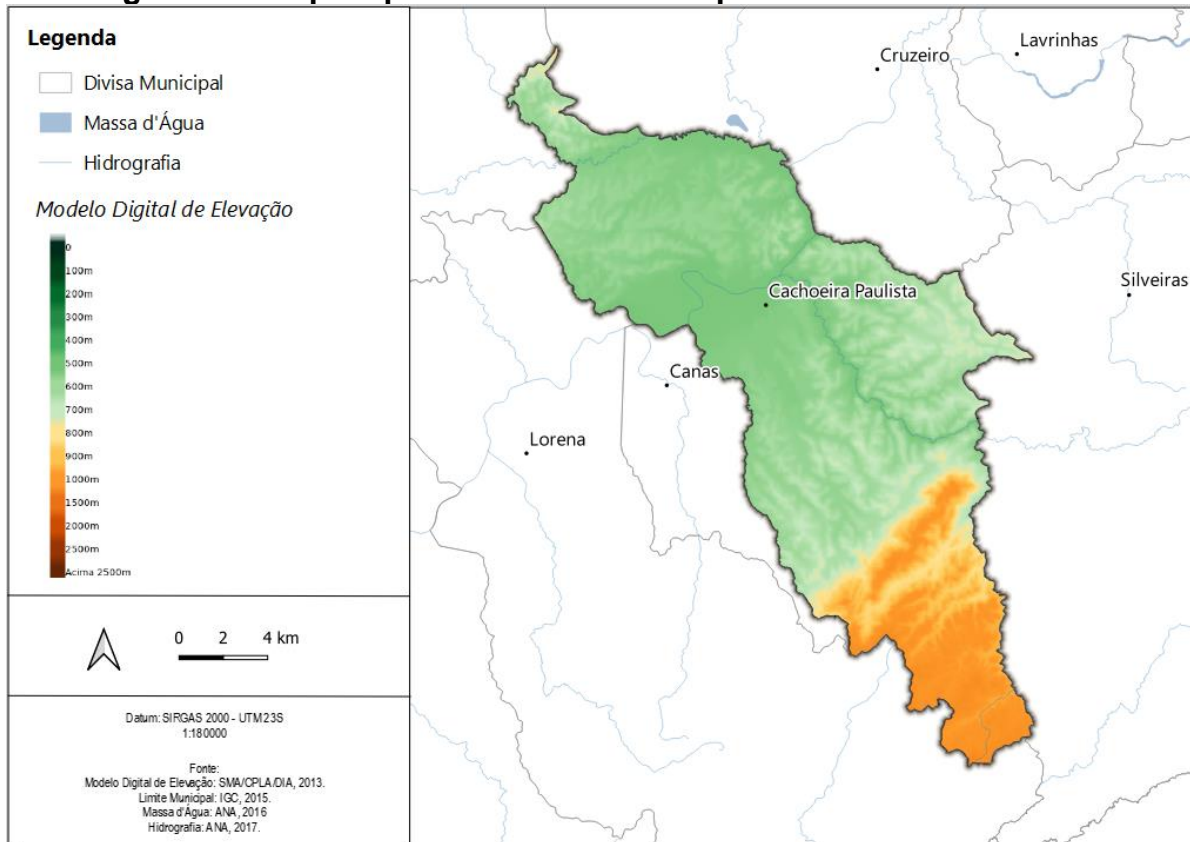 Legenda
Divisa Municipal
Massa d'Água
Hidrografia
Modelo Digital de Elevação
0
100m
200m
300m
400m
500m
600m
700m
800m
900m
1000m
1500m
2000m
2500m
Acima 2500m
0 2 4 km
Datum: SIRGAS 2000 - UTM 23S
1:180000
Fonte:
Modelo Digital de Elevação: SMA/CPLA/DIA, 2013.
Limite Municipal: IGC, 2015.
Massa d'Água: ANA, 2016
Hidrografia: ANA, 2017.
Cruzeiro
Lavrinhas
Silveiras
Cachoeira Paulista
Canas
Lorena